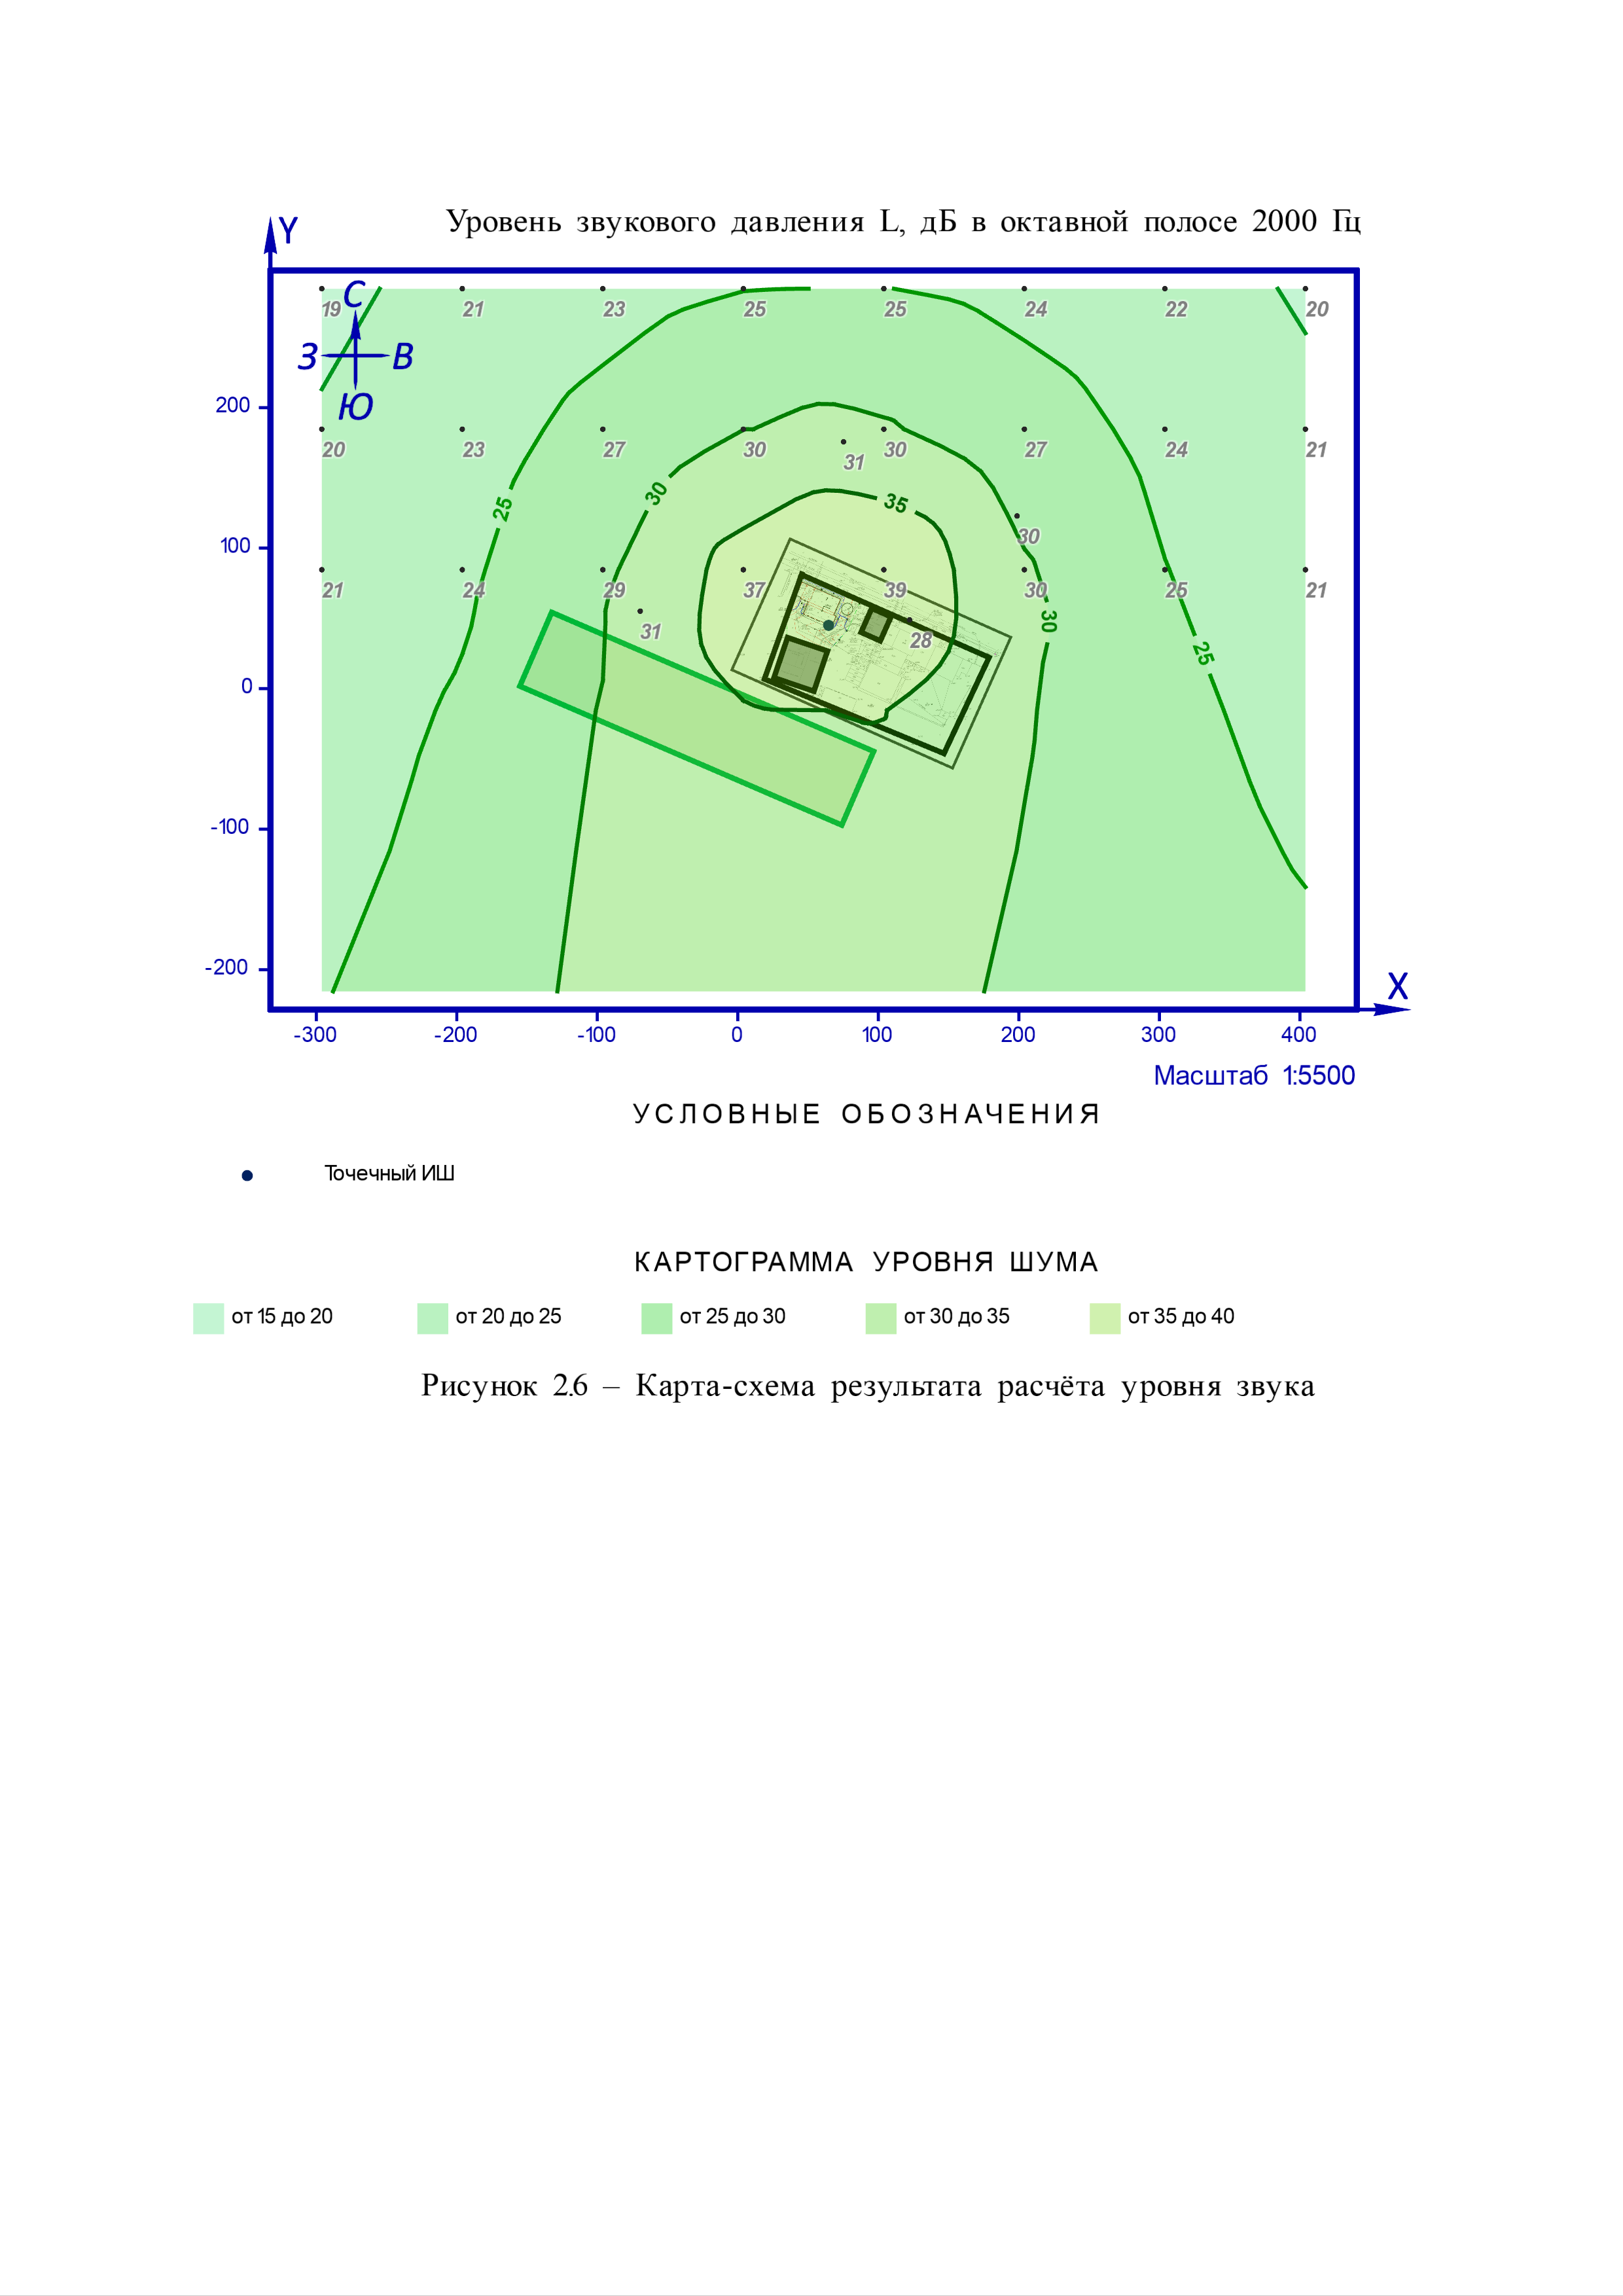 Y
Уровень звукового давления L, дБ в октавной полосе 2000 Гц
С
19 21 23 25 25 24 22 20
З В
Ю
200
20 23 27 30 31 30 27 24 21
25 30 35
30
100
21 24 29 37 39 30 25 21
31 28 30 25
0
-100
-200
X
-300 -200 -100 0 100 200 300 400
Масштаб 1:5500
УСЛОВНЫЕ ОБОЗНАЧЕНИЯ
Точечный ИШ
КАРТОГРАММА УРОВНЯ ШУМА
от 15 до 20 от 20 до 25 от 25 до 30 от 30 до 35 от 35 до 40
Рисунок 2.6 – Карта-схема результата расчёта уровня звука